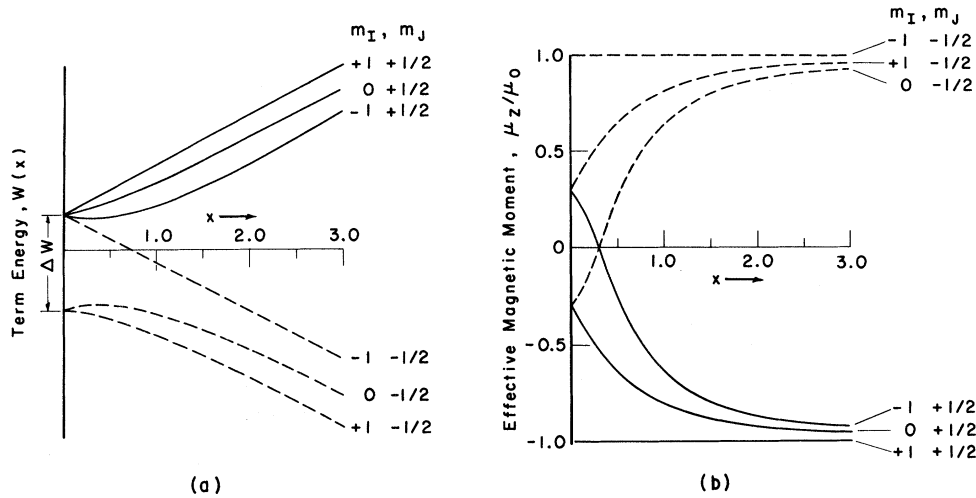 m_I , m_J
+1 +1/2
0 +1/2
-1 +1/2
Term Energy , W (x)
ΔW
x →
1.0 2.0 3.0
-1 -1/2
0 -1/2
+1 -1/2
(a)
m_I , m_J
-1 -1/2
+1 -1/2
0 -1/2
Effective Magnetic Moment , μ_Z/μ_O
1.0
0.5
0
-0.5
-1.0
1.0 2.0 3.0
x →
-1 +1/2
0 +1/2
+1 +1/2
(b)